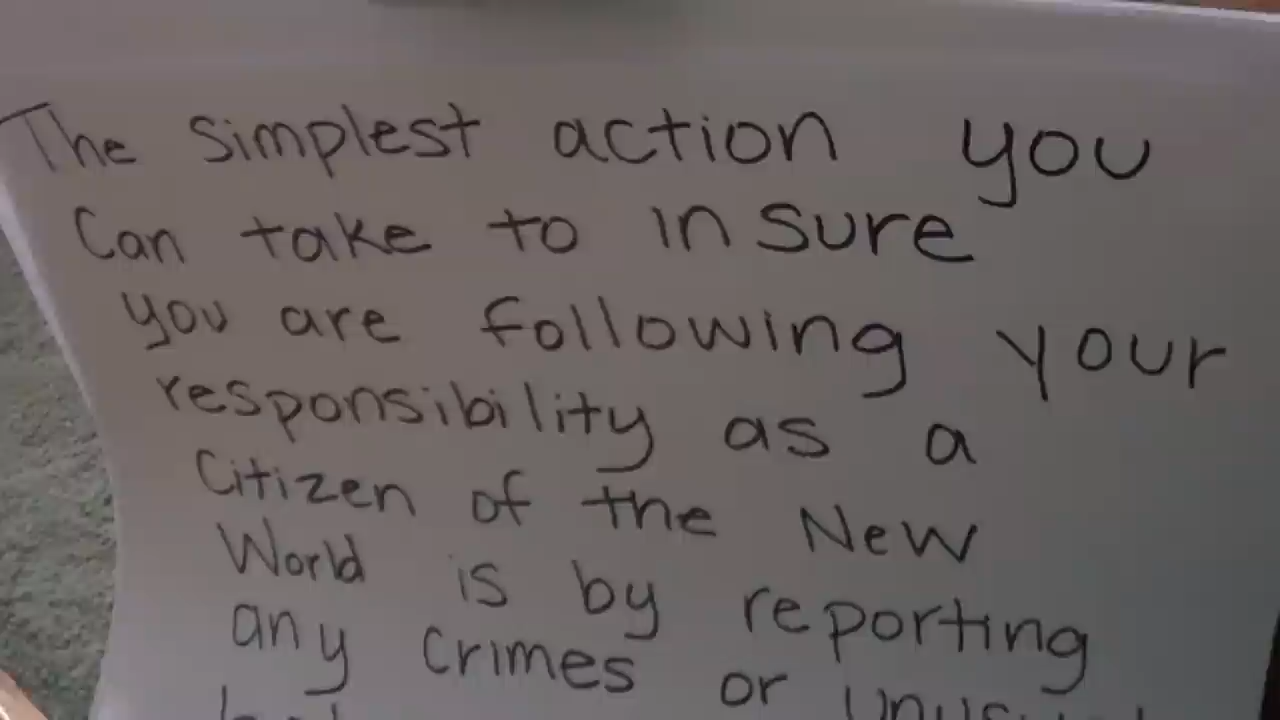 The simplest action you
Can take to insure
you are following your
responsibility as a
Citizen of the New
World is by reporting
any crimes or